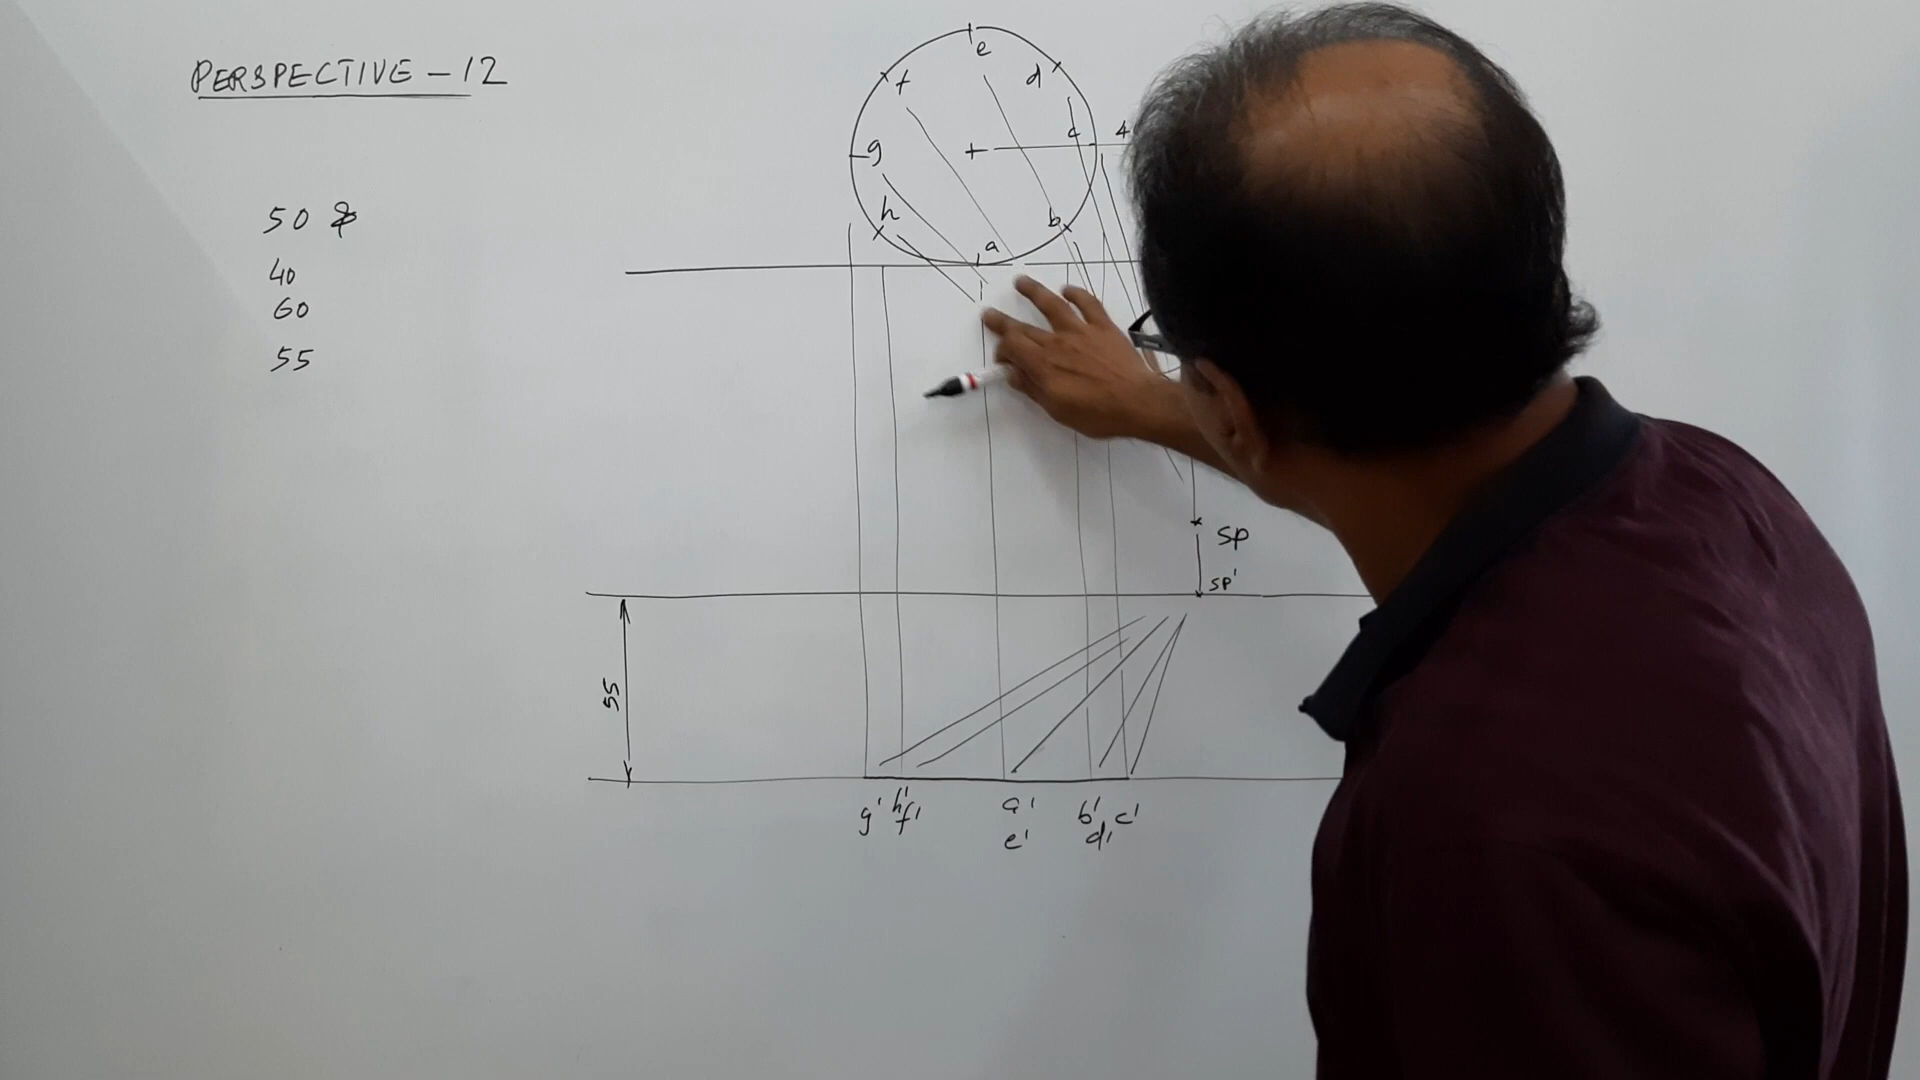 PERSPECTIVE - 12
50 φ
40
60
55
e
d
f
c
4
g
h
b
a
SP
SP'
55
g' h' a' b' c'
f' e' d'